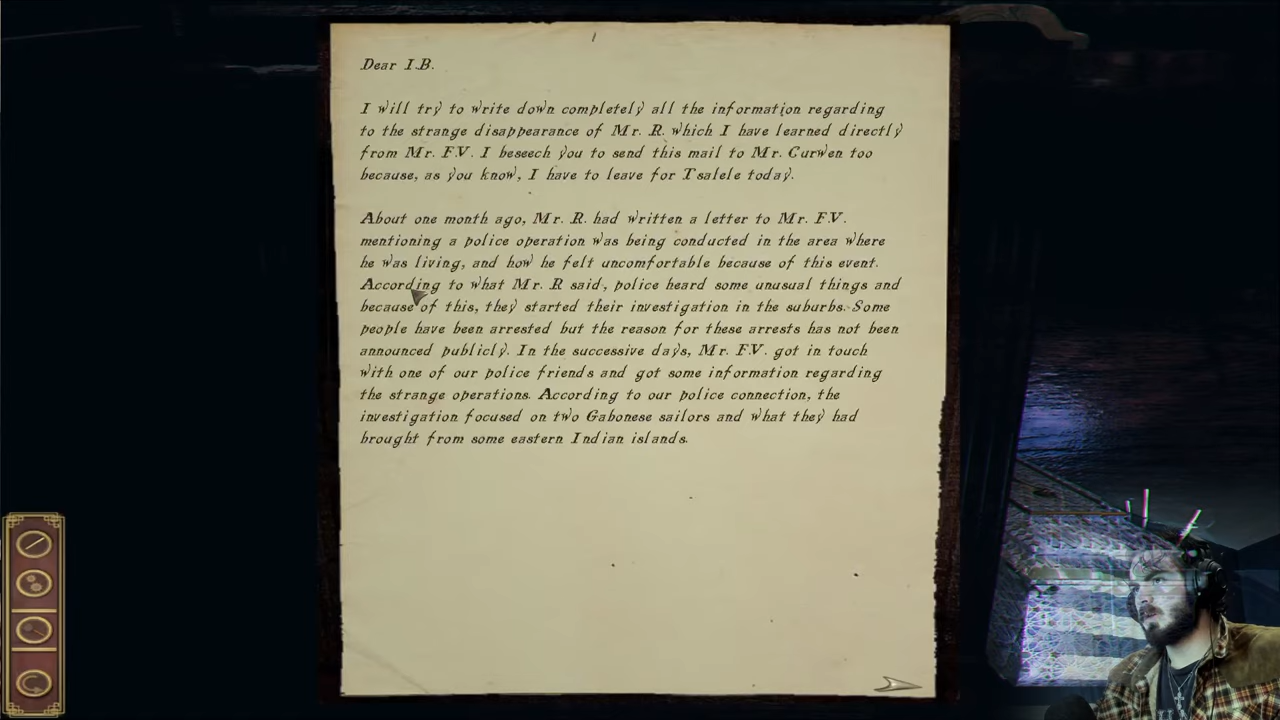 Dear I.B.
I will try to write down completely all the information regarding
to the strange disappearance of Mr. R. which I have learned directly
from Mr. F.V. I beseech you to send this mail to Mr. Curwen too
because, as you know, I have to leave for Tsalele today.
About one month ago, Mr. R. had written a letter to Mr. F.V.
mentioning a police operation was being conducted in the area where
he was living, and how he felt uncomfortable because of this event.
According to what Mr. R said, police heard some unusual things and
because of this, they started their investigation in the suburbs. Some
people have been arrested but the reason for these arrests has not been
announced publicly. In the successive days, Mr. F.V. got in touch
with one of our police friends and got some information regarding
the strange operations. According to our police connection, the
investigation focused on two Gabonese sailors and what they had
brought from some eastern Indian islands.